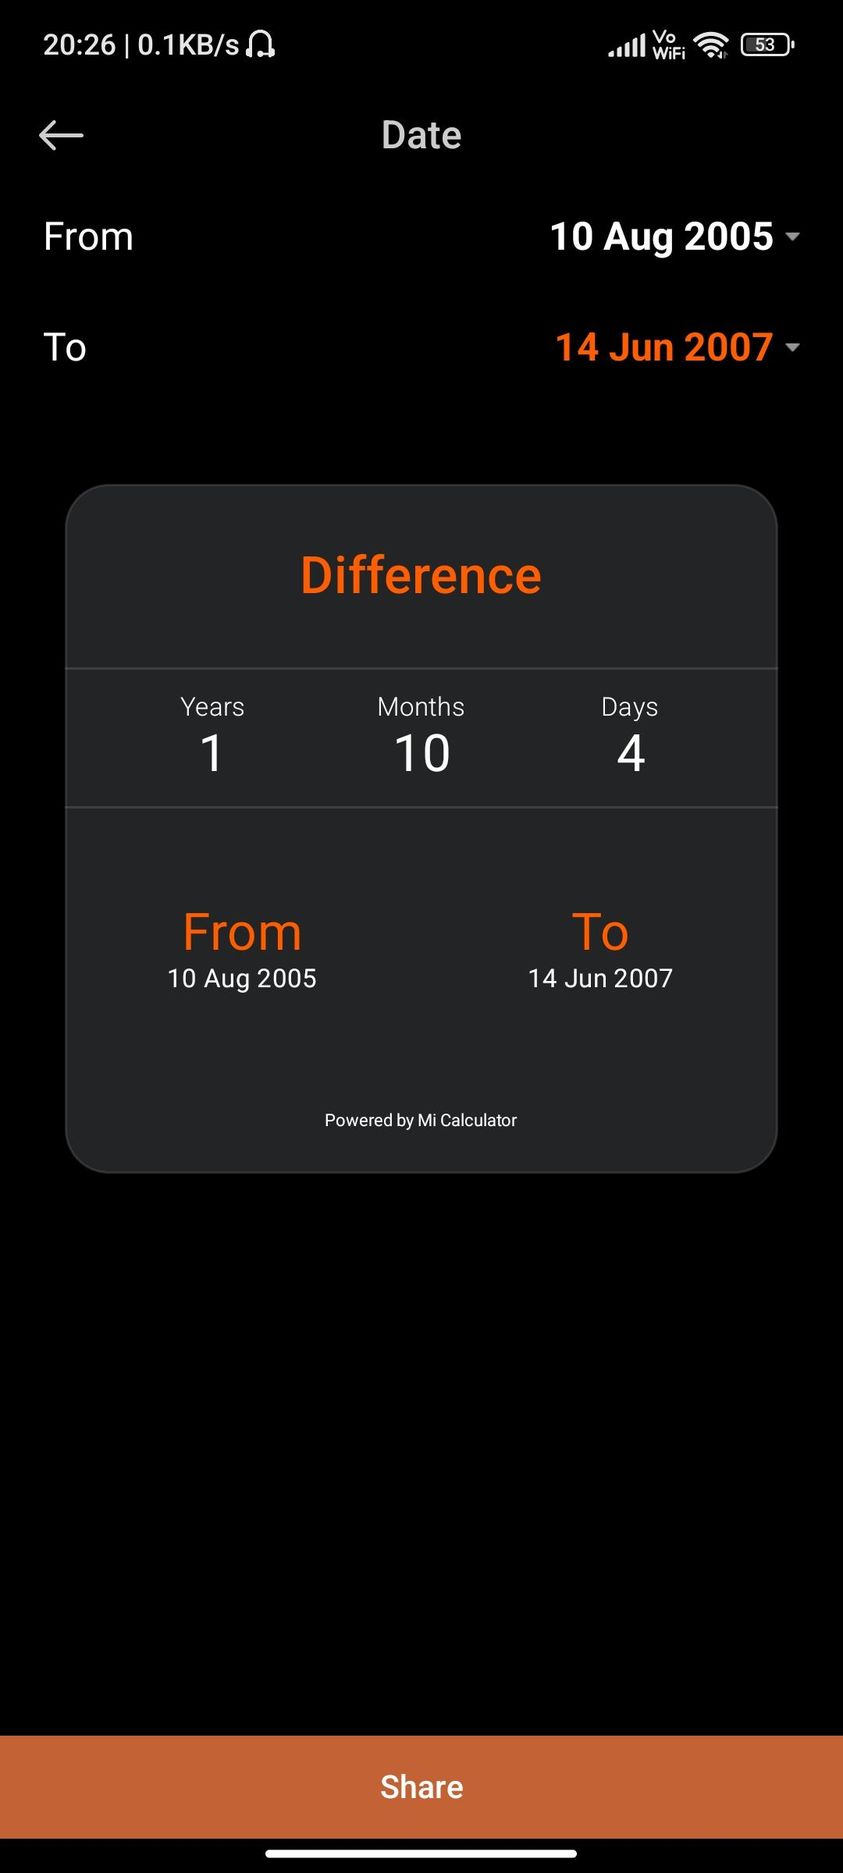 20:26 | 0.1KB/s Vo WiFi 53
Date
From 10 Aug 2005
To 14 Jun 2007
Difference
Years Months Days
1 10 4
From To
10 Aug 2005 14 Jun 2007
Powered by Mi Calculator
Share